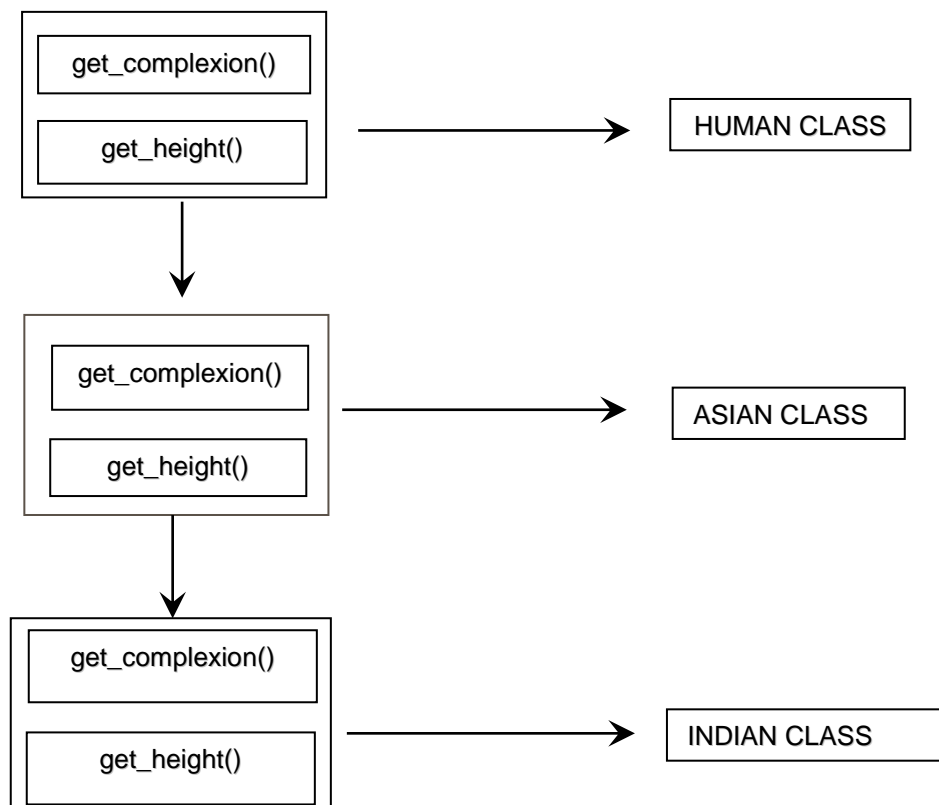 get_complexion()
get_height()
HUMAN CLASS
get_complexion()
get_height()
ASIAN CLASS
get_complexion()
get_height()
INDIAN CLASS